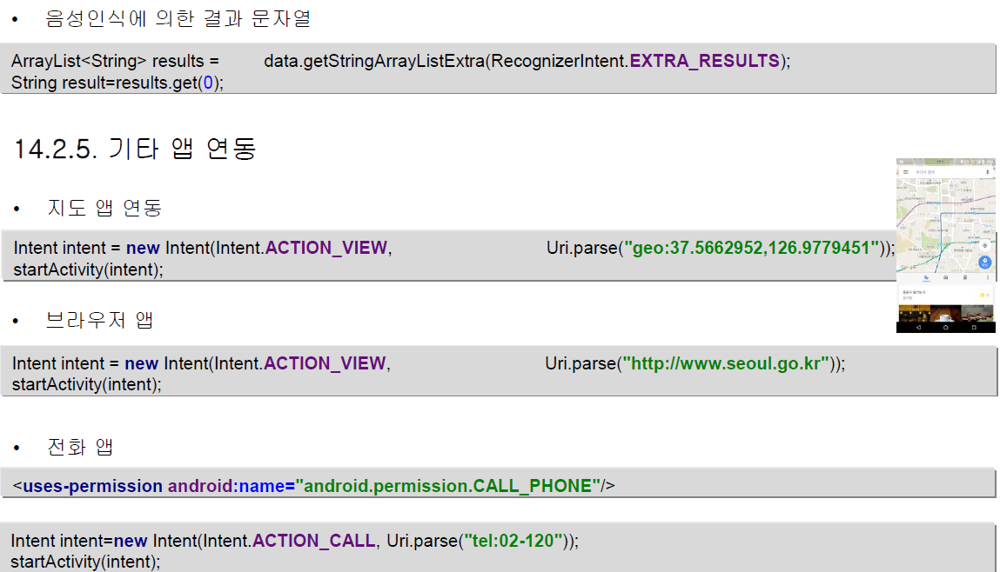 • 음성인식에 의한 결과 문자열
ArrayList<String> results = data.getStringArrayListExtra(RecognizerIntent.EXTRA_RESULTS);
String result=results.get(0);
14.2.5. 기타 앱 연동
• 지도 앱 연동
Intent intent = new Intent(Intent.ACTION_VIEW, Uri.parse("geo:37.5662952,126.9779451"));
startActivity(intent);
• 브라우저 앱
Intent intent = new Intent(Intent.ACTION_VIEW, Uri.parse("http://www.seoul.go.kr"));
startActivity(intent);
• 전화 앱
<uses-permission android:name="android.permission.CALL_PHONE"/>
Intent intent=new Intent(Intent.ACTION_CALL, Uri.parse("tel:02-120"));
startActivity(intent);